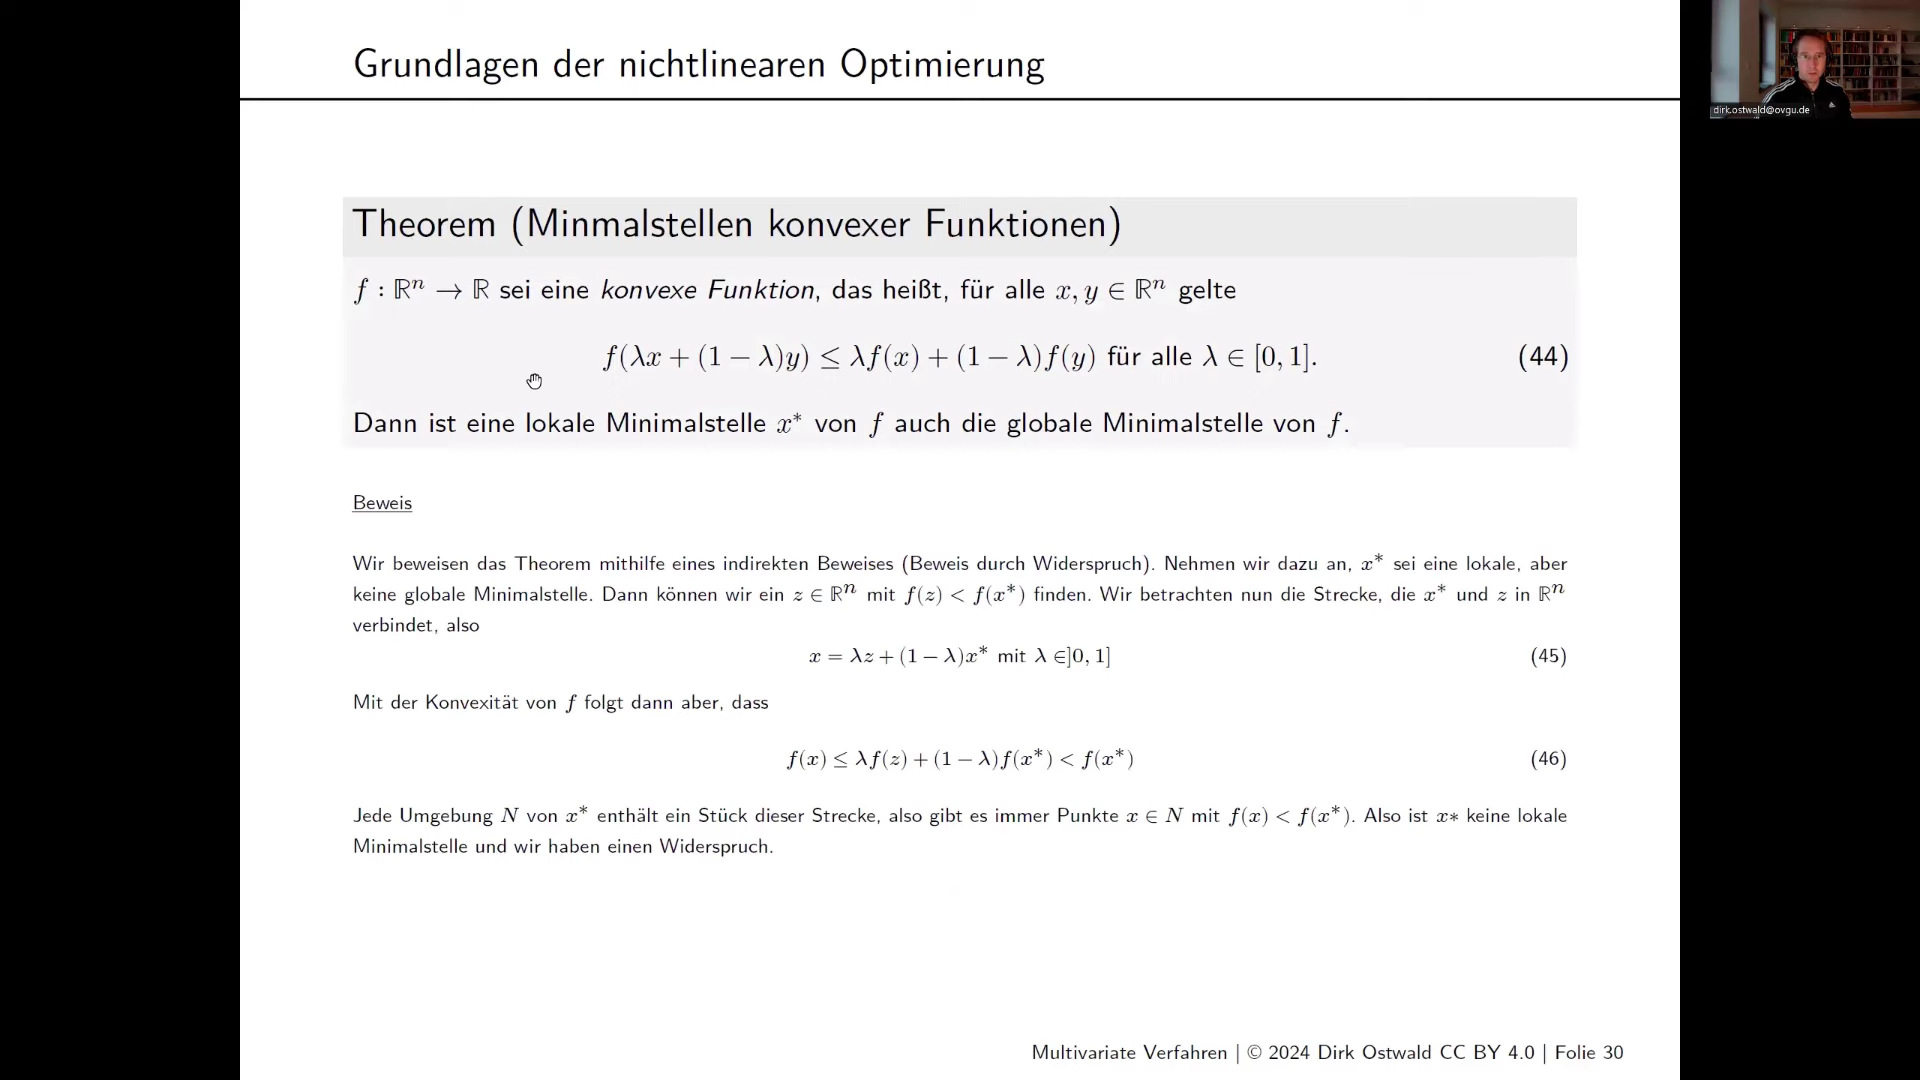 Grundlagen der nichtlinearen Optimierung
dirk.ostwald@ovgu.de
Theorem (Minmalstellen konvexer Funktionen)
f : ℝⁿ → ℝ sei eine konvexe Funktion, das heißt, für alle x, y ∈ ℝⁿ gelte
f(λx + (1 − λ)y) ≤ λf(x) + (1 − λ)f(y) für alle λ ∈ [0, 1]. (44)
Dann ist eine lokale Minimalstelle x* von f auch die globale Minimalstelle von f.
Beweis
Wir beweisen das Theorem mithilfe eines indirekten Beweises (Beweis durch Widerspruch). Nehmen wir dazu an, x* sei eine lokale, aber
keine globale Minimalstelle. Dann können wir ein z ∈ ℝⁿ mit f(z) < f(x*) finden. Wir betrachten nun die Strecke, die x* und z in ℝⁿ
verbindet, also
x = λz + (1 − λ)x* mit λ ∈]0, 1] (45)
Mit der Konvexität von f folgt dann aber, dass
f(x) ≤ λf(z) + (1 − λ)f(x*) < f(x*) (46)
Jede Umgebung N von x* enthält ein Stück dieser Strecke, also gibt es immer Punkte x ∈ N mit f(x) < f(x*). Also ist x∗ keine lokale
Minimalstelle und wir haben einen Widerspruch.
Multivariate Verfahren | © 2024 Dirk Ostwald CC BY 4.0 | Folie 30